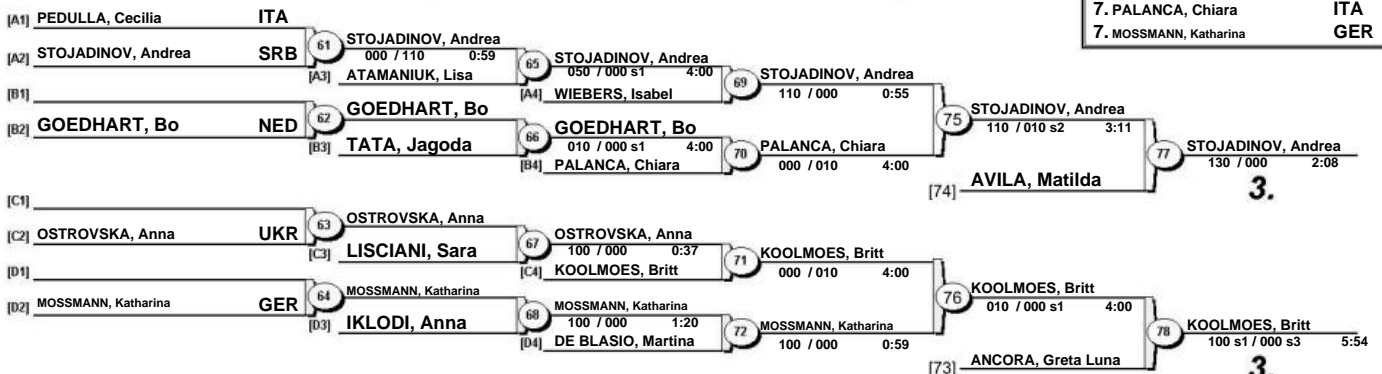 7. PALANCA, Chiara ITA
7. MOSSMANN, Katharina GER
[A1] PEDULLA, Cecilia ITA
61 STOJADINOV, Andrea
000 / 110 0:59
[A2] STOJADINOV, Andrea SRB
[A3] ATAMANIUK, Lisa
65 STOJADINOV, Andrea
050 / 000 s1 4:00
[A4] WIEBERS, Isabel
69 STOJADINOV, Andrea
110 / 000 0:55
[B1]
[B2] GOEDHART, Bo NED
62 GOEDHART, Bo
[B3] TATA, Jagoda
66 GOEDHART, Bo
010 / 000 s1 4:00
[B4] PALANCA, Chiara
70 PALANCA, Chiara
000 / 010 4:00
75 STOJADINOV, Andrea
110 / 010 s2 3:11
[74] AVILA, Matilda
77 STOJADINOV, Andrea
130 / 000 2:08
3.
[C1]
[C2] OSTROVSKA, Anna UKR
63 OSTROVSKA, Anna
[C3] LISCIANI, Sara
67 OSTROVSKA, Anna
100 / 000 0:37
[C4] KOOLMOES, Britt
71 KOOLMOES, Britt
000 / 010 4:00
[D1]
[D2] MOSSMANN, Katharina GER
64 MOSSMANN, Katharina
[D3] IKLODI, Anna
68 MOSSMANN, Katharina
100 / 000 1:20
[D4] DE BLASIO, Martina
72 MOSSMANN, Katharina
100 / 000 0:59
76 KOOLMOES, Britt
010 / 000 s1 4:00
[73] ANCORA, Greta Luna
78 KOOLMOES, Britt
100 s1 / 000 s3 5:54
3.